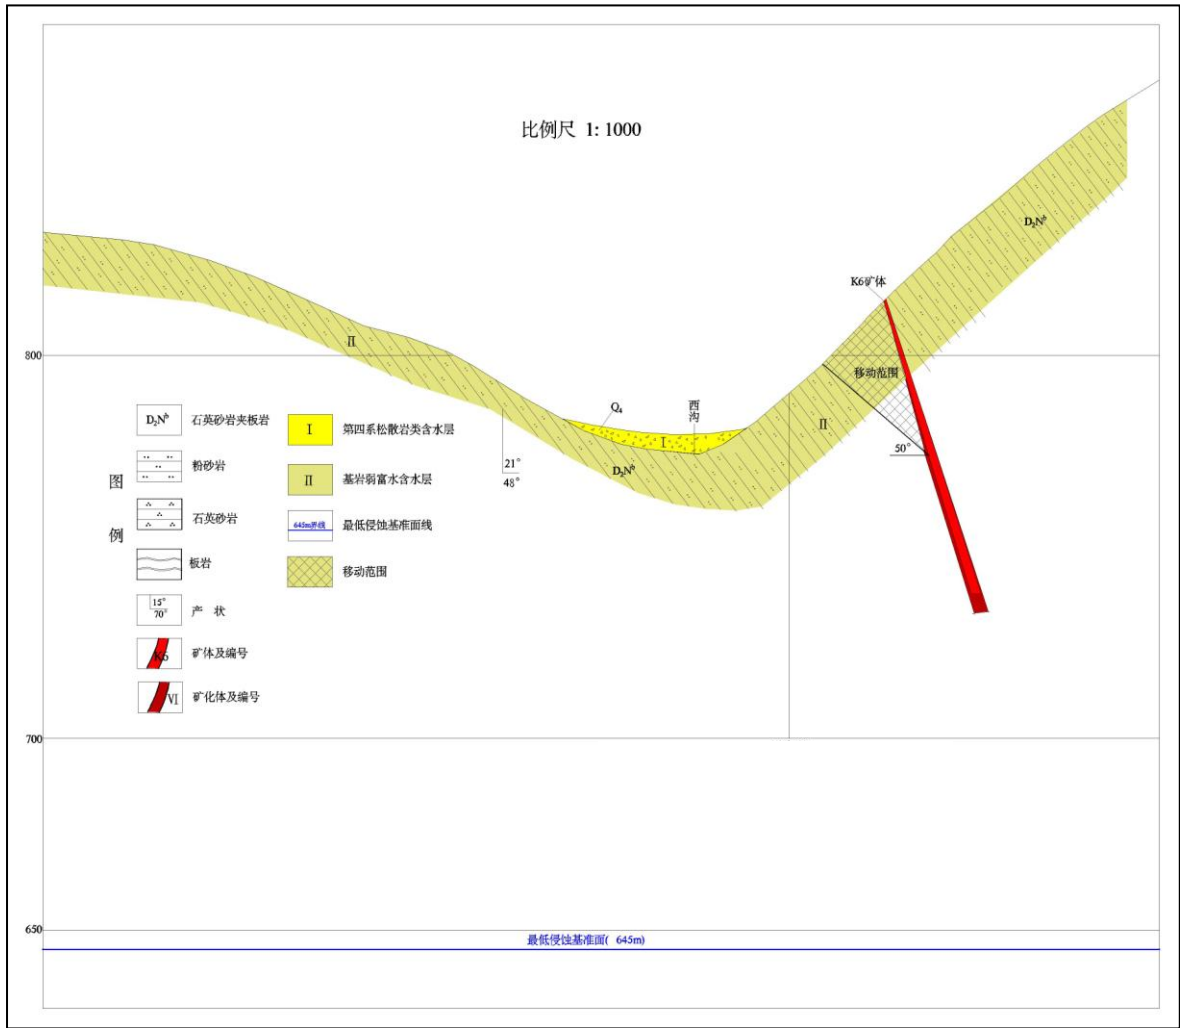 比例尺 1: 1000
D₂Nᵇ
K6矿体
800
II
移动范围
Q₄
西沟
I
II
D₂Nᵇ
50°
21°
48°
图例
D₂Nᵇ 石英砂岩夹板岩
粉砂岩
石英砂岩
板岩
15°
70°
产 状
K6 矿体及编号
VI 矿化体及编号
I 第四系松散岩类含水层
II 基岩弱富水含水层
645m界线 最低侵蚀基准面线
移动范围
700
650
最低侵蚀基准面( 645m)